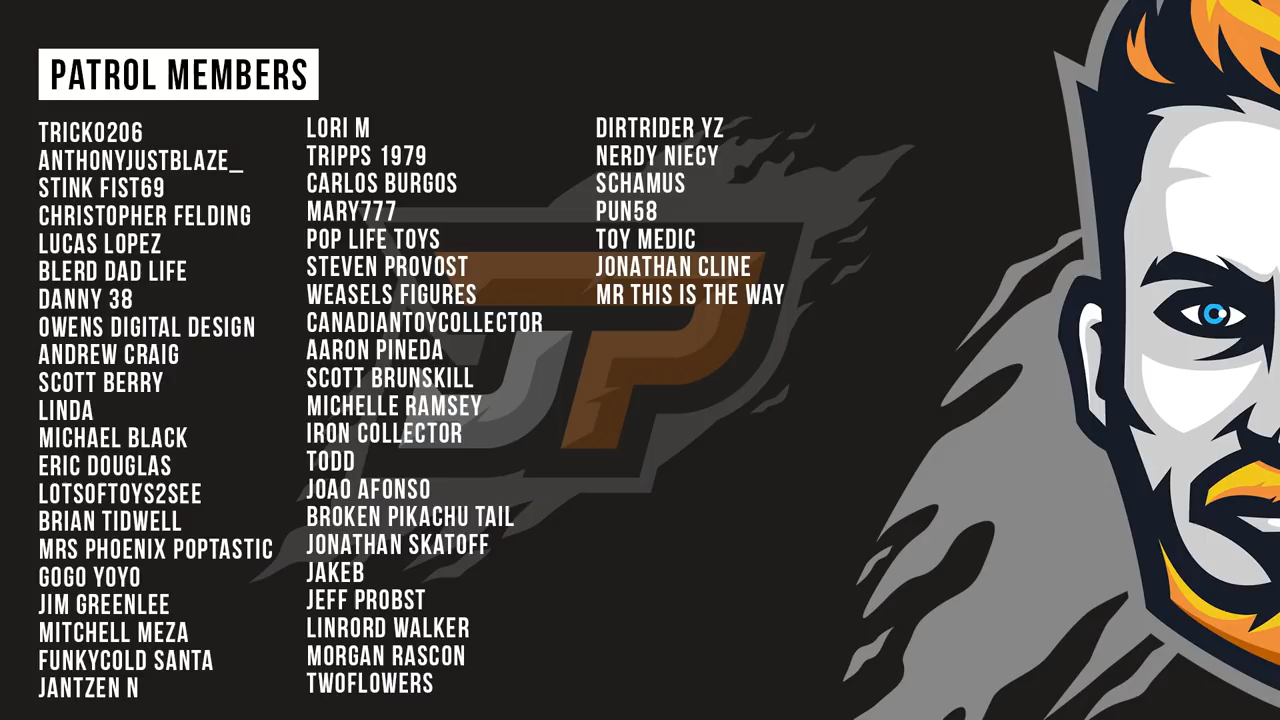 PATROL MEMBERS
TRICKO206
ANTHONYJUSTBLAZE_
STINK FIST69
CHRISTOPHER FELDING
LUCAS LOPEZ
BLERD DAD LIFE
DANNY 38
OWENS DIGITAL DESIGN
ANDREW CRAIG
SCOTT BERRY
LINDA
MICHAEL BLACK
ERIC DOUGLAS
LOTSOFTOYS2SEE
BRIAN TIDWELL
MRS PHOENIX POPTASTIC
GOGO YOYO
JIM GREENLEE
MITCHELL MEZA
FUNKYCOLD SANTA
JANTZEN N
LORI M
TRIPPS 1979
CARLOS BURGOS
MARY777
POP LIFE TOYS
STEVEN PROVOST
WEASELS FIGURES
CANADIANTOYCOLLECTOR
AARON PINEDA
SCOTT BRUNSKILL
MICHELLE RAMSEY
IRON COLLECTOR
TODD
JOAO AFONSO
BROKEN PIKACHU TAIL
JONATHAN SKATOFF
JAKEB
JEFF PROBST
LINRORD WALKER
MORGAN RASCON
TWOFLOWERS
DIRTRIDER YZ
NERDY NIECY
SCHAMUS
PUN58
TOY MEDIC
JONATHAN CLINE
MR THIS IS THE WAY
JP